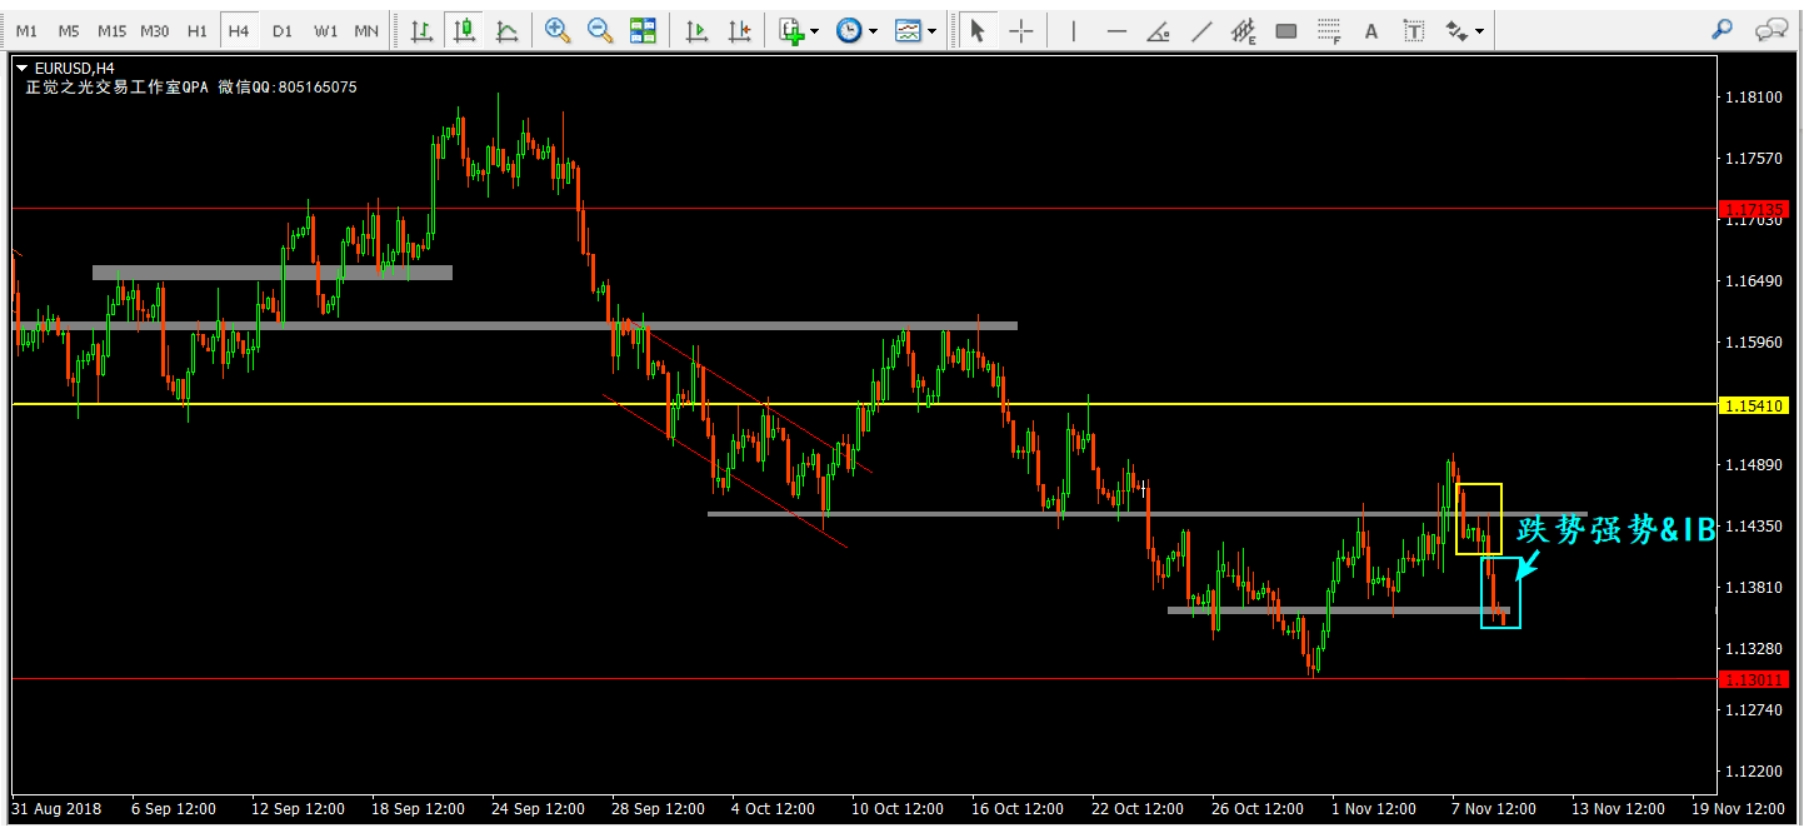 M1 M5 M15 M30 H1 H4 D1 W1 MN E F A T
EURUSD,H4
正觉之光交易工作室QPA 微信QQ:805165075
1.18100
1.17570
1.17135
1.17030
1.16490
1.15960
1.15410
1.14890
1.14350
跌势强势&IB
1.13810
1.13280
1.13011
1.12740
1.12200
31 Aug 2018 6 Sep 12:00 12 Sep 12:00 18 Sep 12:00 24 Sep 12:00 28 Sep 12:00 4 Oct 12:00 10 Oct 12:00 16 Oct 12:00 22 Oct 12:00 26 Oct 12:00 1 Nov 12:00 7 Nov 12:00 13 Nov 12:00 19 Nov 12:00